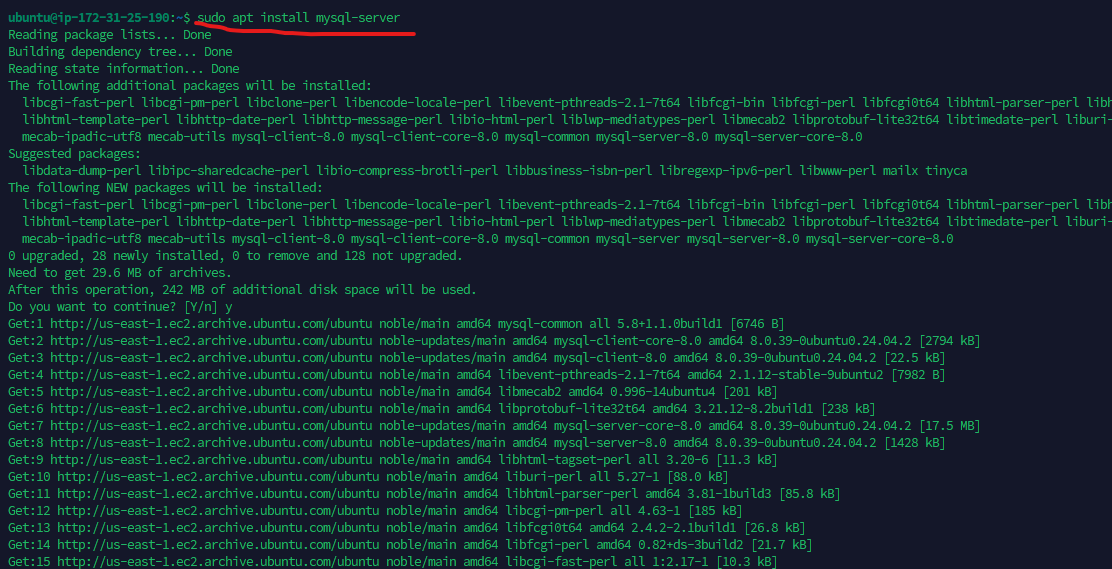 ubuntu@ip-172-31-25-190:~$ sudo apt install mysql-server
Reading package lists... Done
Building dependency tree... Done
Reading state information... Done
The following additional packages will be installed:
  libcgi-fast-perl libcgi-pm-perl libclone-perl libencode-locale-perl libevent-pthreads-2.1-7t64 libfcgi-bin libfcgi-perl libfcgi0t64 libhtml-parser-perl
  libhtml-template-perl libhttp-date-perl libhttp-message-perl libio-html-perl liblwp-mediatypes-perl libmecab2 libprotobuf-lite32t64 libtimedate-perl liburi-
  mecab-ipadic-utf8 mecab-utils mysql-client-8.0 mysql-client-core-8.0 mysql-common mysql-server-8.0 mysql-server-core-8.0
Suggested packages:
  libdata-dump-perl libipc-sharedcache-perl libio-compress-brotli-perl libbusiness-isbn-perl libregexp-ipv6-perl libwww-perl mailx tinyca
The following NEW packages will be installed:
  libcgi-fast-perl libcgi-pm-perl libclone-perl libencode-locale-perl libevent-pthreads-2.1-7t64 libfcgi-bin libfcgi-perl libfcgi0t64 libhtml-parser-perl
  libhtml-template-perl libhttp-date-perl libhttp-message-perl libio-html-perl liblwp-mediatypes-perl libmecab2 libprotobuf-lite32t64 libtimedate-perl liburi-
  mecab-ipadic-utf8 mecab-utils mysql-client-8.0 mysql-client-core-8.0 mysql-common mysql-server mysql-server-8.0 mysql-server-core-8.0
0 upgraded, 28 newly installed, 0 to remove and 128 not upgraded.
Need to get 29.6 MB of archives.
After this operation, 242 MB of additional disk space will be used.
Do you want to continue? [Y/n] y
Get:1 http://us-east-1.ec2.archive.ubuntu.com/ubuntu noble/main amd64 mysql-common all 5.8+1.1.0build1 [6746 B]
Get:2 http://us-east-1.ec2.archive.ubuntu.com/ubuntu noble-updates/main amd64 mysql-client-core-8.0 amd64 8.0.39-0ubuntu0.24.04.2 [2794 kB]
Get:3 http://us-east-1.ec2.archive.ubuntu.com/ubuntu noble-updates/main amd64 mysql-client-8.0 amd64 8.0.39-0ubuntu0.24.04.2 [22.5 kB]
Get:4 http://us-east-1.ec2.archive.ubuntu.com/ubuntu noble/main amd64 libevent-pthreads-2.1-7t64 amd64 2.1.12-stable-9ubuntu2 [7982 B]
Get:5 http://us-east-1.ec2.archive.ubuntu.com/ubuntu noble/main amd64 libmecab2 amd64 0.996-14ubuntu4 [201 kB]
Get:6 http://us-east-1.ec2.archive.ubuntu.com/ubuntu noble/main amd64 libprotobuf-lite32t64 amd64 3.21.12-8.2build1 [238 kB]
Get:7 http://us-east-1.ec2.archive.ubuntu.com/ubuntu noble-updates/main amd64 mysql-server-core-8.0 amd64 8.0.39-0ubuntu0.24.04.2 [17.5 MB]
Get:8 http://us-east-1.ec2.archive.ubuntu.com/ubuntu noble-updates/main amd64 mysql-server-8.0 amd64 8.0.39-0ubuntu0.24.04.2 [1428 kB]
Get:9 http://us-east-1.ec2.archive.ubuntu.com/ubuntu noble/main amd64 libhtml-tagset-perl all 3.20-6 [11.3 kB]
Get:10 http://us-east-1.ec2.archive.ubuntu.com/ubuntu noble/main amd64 liburi-perl all 5.27-1 [88.0 kB]
Get:11 http://us-east-1.ec2.archive.ubuntu.com/ubuntu noble/main amd64 libhtml-parser-perl amd64 3.81-1build3 [85.8 kB]
Get:12 http://us-east-1.ec2.archive.ubuntu.com/ubuntu noble/main amd64 libcgi-pm-perl all 4.63-1 [185 kB]
Get:13 http://us-east-1.ec2.archive.ubuntu.com/ubuntu noble/main amd64 libfcgi0t64 amd64 2.4.2-2.1build1 [26.8 kB]
Get:14 http://us-east-1.ec2.archive.ubuntu.com/ubuntu noble/main amd64 libfcgi-perl amd64 0.82+ds-3build2 [21.7 kB]
Get:15 http://us-east-1.ec2.archive.ubuntu.com/ubuntu noble/main amd64 libcgi-fast-perl all 1:2.17-1 [10.3 kB]